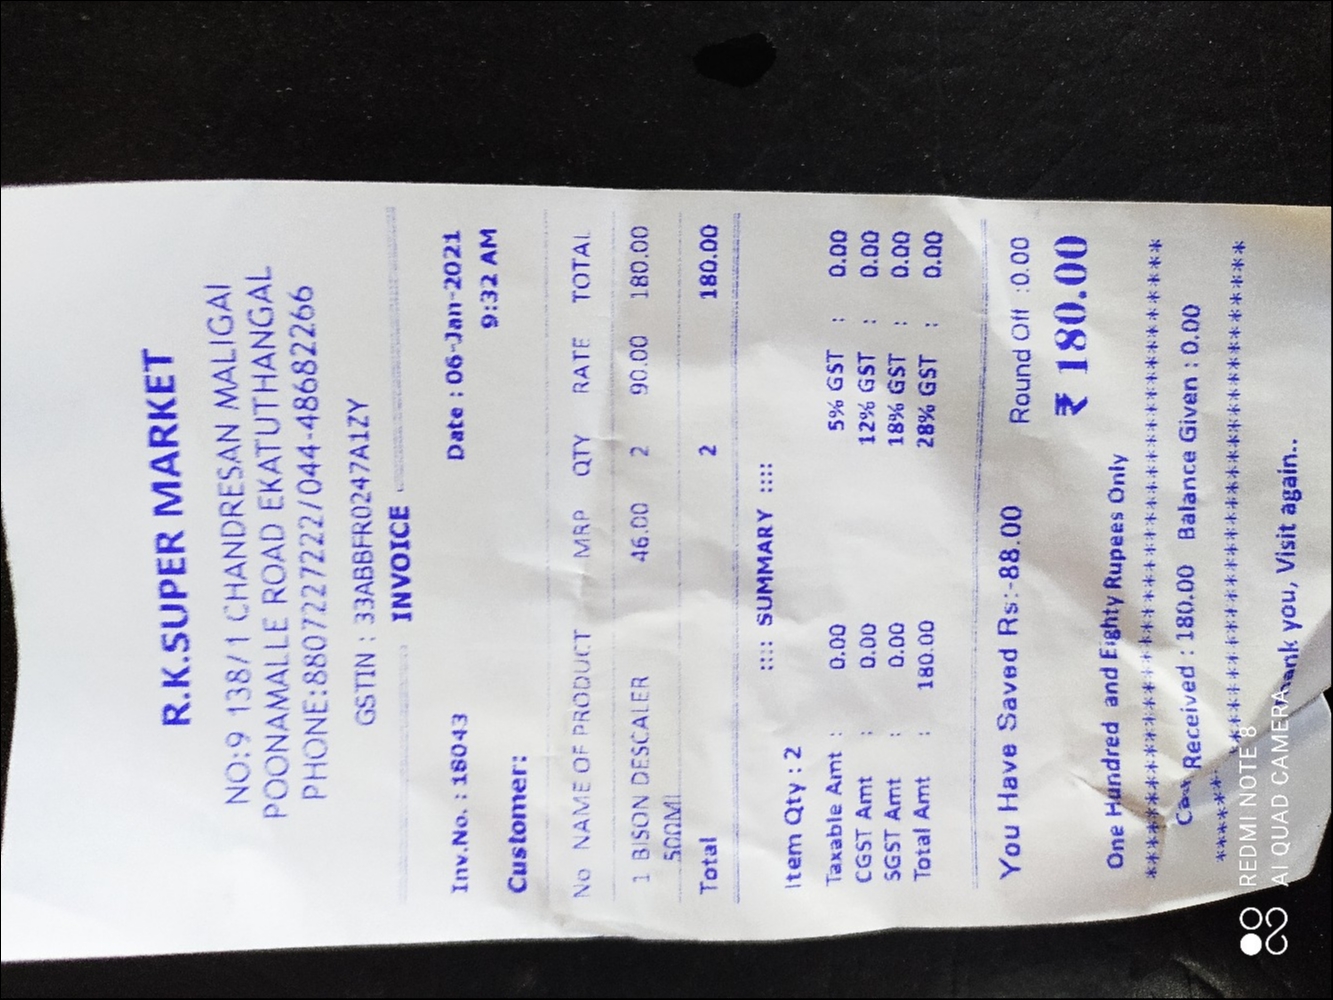 R.K.SUPER MARKET
NO:9 138/1 CHANDRESAN MALIGAI
POONAMALLE ROAD EKATUTHANGAL
PHONE:8807227222/044-48682266
GSTIN : 33ABBFR0247A1ZY
INVOICE
Inv.No. : 18043 Date : 06-Jan-2021
9:32 AM
Customer:
No NAME OF PRODUCT MRP QTY RATE TOTAL
1 BISON DESCALER 46.00 2 90.00 180.00
500ML
Total 2 180.00
:::: SUMMARY ::::
Item Qty : 2
Taxable Amt : 0.00 5% GST : 0.00
CGST Amt : 0.00 12% GST : 0.00
SGST Amt : 0.00 18% GST : 0.00
Total Amt : 180.00 28% GST : 0.00
You Have Saved Rs:-88.00 Round Off :0.00
₹ 180.00
One Hundred and Eighty Rupees Only
Received : 180.00 Balance Given : 0.00
you, Visit again..
REDMI NOTE 8
AI QUAD CAMERA